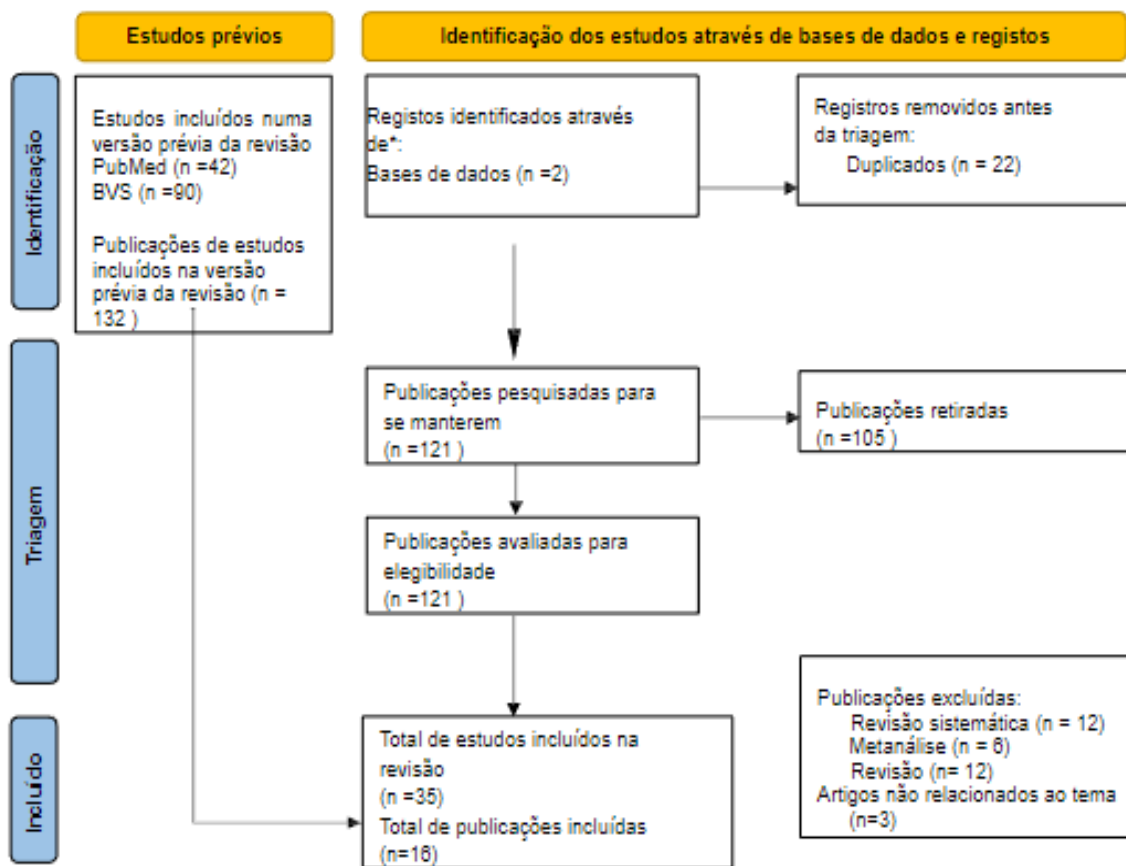 Estudos prévios
Identificação dos estudos através de bases de dados e registos
Identificação
Estudos incluídos numa
versão prévia da revisão
PubMed (n =42)
BVS (n =90)
Publicações de estudos
incluídos na versão
prévia da revisão (n =
132 )
Registos identificados através
de*:
Bases de dados (n =2)
Registros removidos antes
da triagem:
Duplicados (n = 22)
Triagem
Publicações pesquisadas para
se manterem
(n =121 )
Publicações retiradas
(n =105 )
Publicações avaliadas para
elegibilidade
(n =121 )
Publicações excluídas:
Revisão sistemática (n = 12)
Metanálise (n = 6)
Revisão (n= 12)
Artigos não relacionados ao tema
(n=3)
Incluído
Total de estudos incluídos na
revisão
(n =35)
Total de publicações incluídas
(n=16)